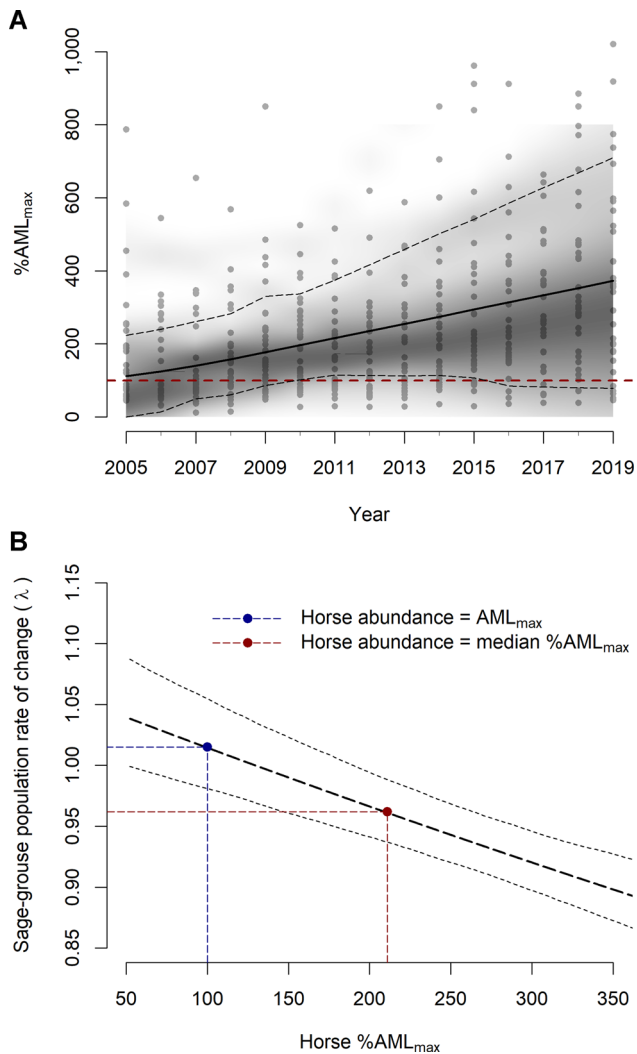 A
%AMLmax
1,000
800
600
400
200
0
2005 2007 2009 2011 2013 2015 2017 2019
Year
B
Sage-grouse population rate of change ( λ )
1.15
1.10
1.05
1.00
0.95
0.90
0.85
Horse abundance = AMLmax
Horse abundance = median %AMLmax
50 100 150 200 250 300 350
Horse %AMLmax